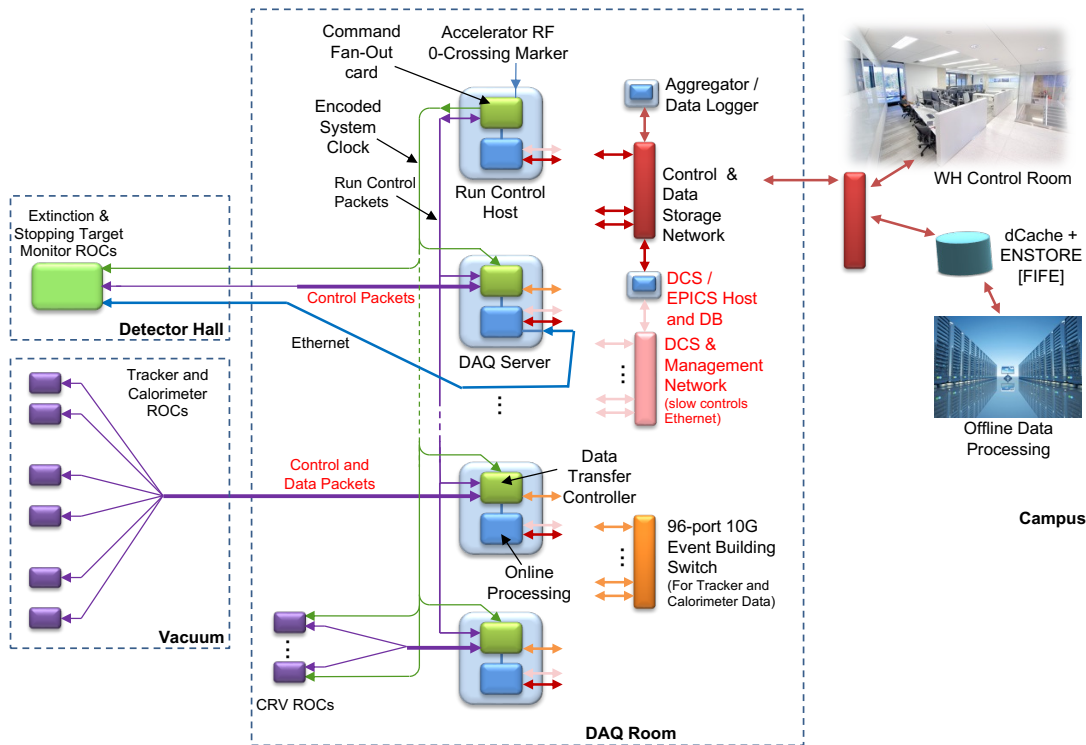 Command
Fan-Out
card
Accelerator RF
0-Crossing Marker
Encoded
System
Clock
Run Control
Packets
Run Control
Host
Aggregator /
Data Logger
Control &
Data
Storage
Network
WH Control Room
dCache +
ENSTORE
[FIFE]
Offline Data
Processing
Campus
Extinction &
Stopping Target
Monitor ROCs
Detector Hall
Control Packets
Ethernet
DAQ Server
DCS /
EPICS Host
and DB
DCS &
Management
Network
(slow controls
Ethernet)
Tracker and
Calorimeter
ROCs
Vacuum
Control and
Data Packets
Data
Transfer
Controller
Online
Processing
96-port 10G
Event Building
Switch
(For Tracker and
Calorimeter Data)
CRV ROCs
DAQ Room